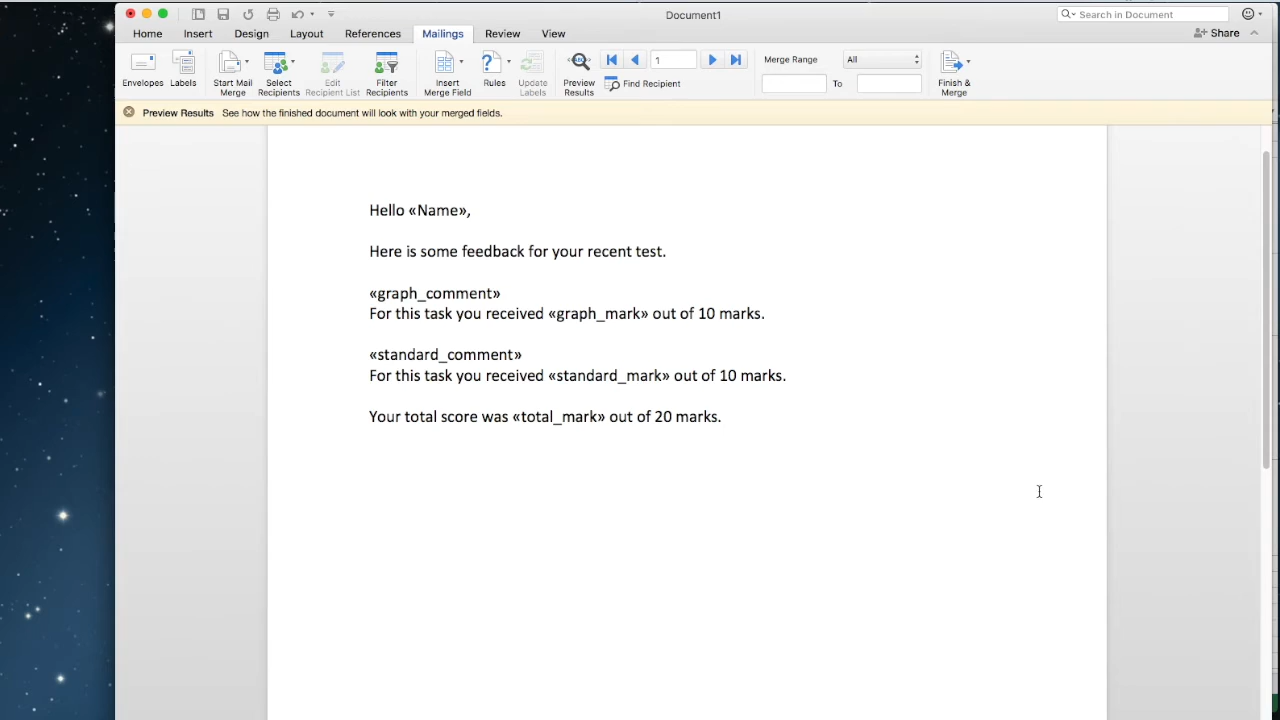 Document1
Search in Document
Home Insert Design Layout References Mailings Review View
Share
Envelopes Labels Start Mail Merge Select Recipients Edit Recipient List Filter Recipients Insert Merge Field Rules Update Labels Preview Results 1 Find Recipient Merge Range All To Finish & Merge
Preview Results See how the finished document will look with your merged fields.
Hello «Name»,
Here is some feedback for your recent test.
«graph_comment»
For this task you received «graph_mark» out of 10 marks.
«standard_comment»
For this task you received «standard_mark» out of 10 marks.
Your total score was «total_mark» out of 20 marks.